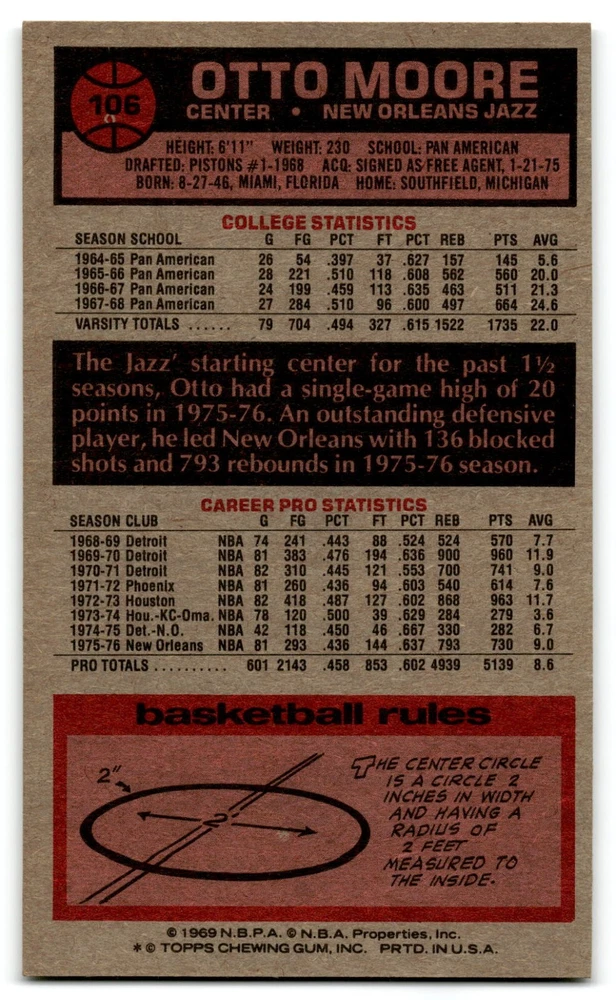 106
OTTO MOORE
CENTER • NEW ORLEANS JAZZ
HEIGHT: 6'11" WEIGHT: 230 SCHOOL: PAN AMERICAN
DRAFTED: PISTONS #1-1968 ACQ: SIGNED AS FREE AGENT, 1-21-75
BORN: 8-27-46, MIAMI, FLORIDA HOME: SOUTHFIELD, MICHIGAN
COLLEGE STATISTICS
SEASON SCHOOL G FG PCT FT PCT REB PTS AVG
1964-65 Pan American 26 54 .397 37 .627 157 145 5.6
1965-66 Pan American 28 221 .510 118 .608 562 560 20.0
1966-67 Pan American 24 199 .459 113 .635 463 511 21.3
1967-68 Pan American 27 284 .510 96 .600 497 664 24.6
VARSITY TOTALS ...... 79 704 .494 327 .615 1522 1735 22.0
The Jazz' starting center for the past 1½
seasons, Otto had a single-game high of 20
points in 1975-76. An outstanding defensive
player, he led New Orleans with 136 blocked
shots and 793 rebounds in 1975-76 season.
CAREER PRO STATISTICS
SEASON CLUB G FG PCT FT PCT REB PTS AVG
1968-69 Detroit NBA 74 241 .443 88 .524 524 570 7.7
1969-70 Detroit NBA 81 383 .476 194 .636 900 960 11.9
1970-71 Detroit NBA 82 310 .445 121 .553 700 741 9.0
1971-72 Phoenix NBA 81 260 .436 94 .603 540 614 7.6
1972-73 Houston NBA 82 418 .487 127 .602 868 963 11.7
1973-74 Hou.-KC-Oma. NBA 78 120 .500 39 .629 284 279 3.6
1974-75 Det.-N.O. NBA 42 118 .450 46 .667 330 282 6.7
1975-76 New Orleans NBA 81 293 .436 144 .637 793 730 9.0
PRO TOTALS .......... 601 2143 .458 853 .602 4939 5139 8.6
basketball rules
2"
2
THE CENTER CIRCLE
IS A CIRCLE 2
INCHES IN WIDTH
AND HAVING A
RADIUS OF
2 FEET
MEASURED TO
THE INSIDE.
© 1969 N.B.P.A. © N.B.A. Properties, Inc.
* © TOPPS CHEWING GUM, INC. PRTD. IN U.S.A.